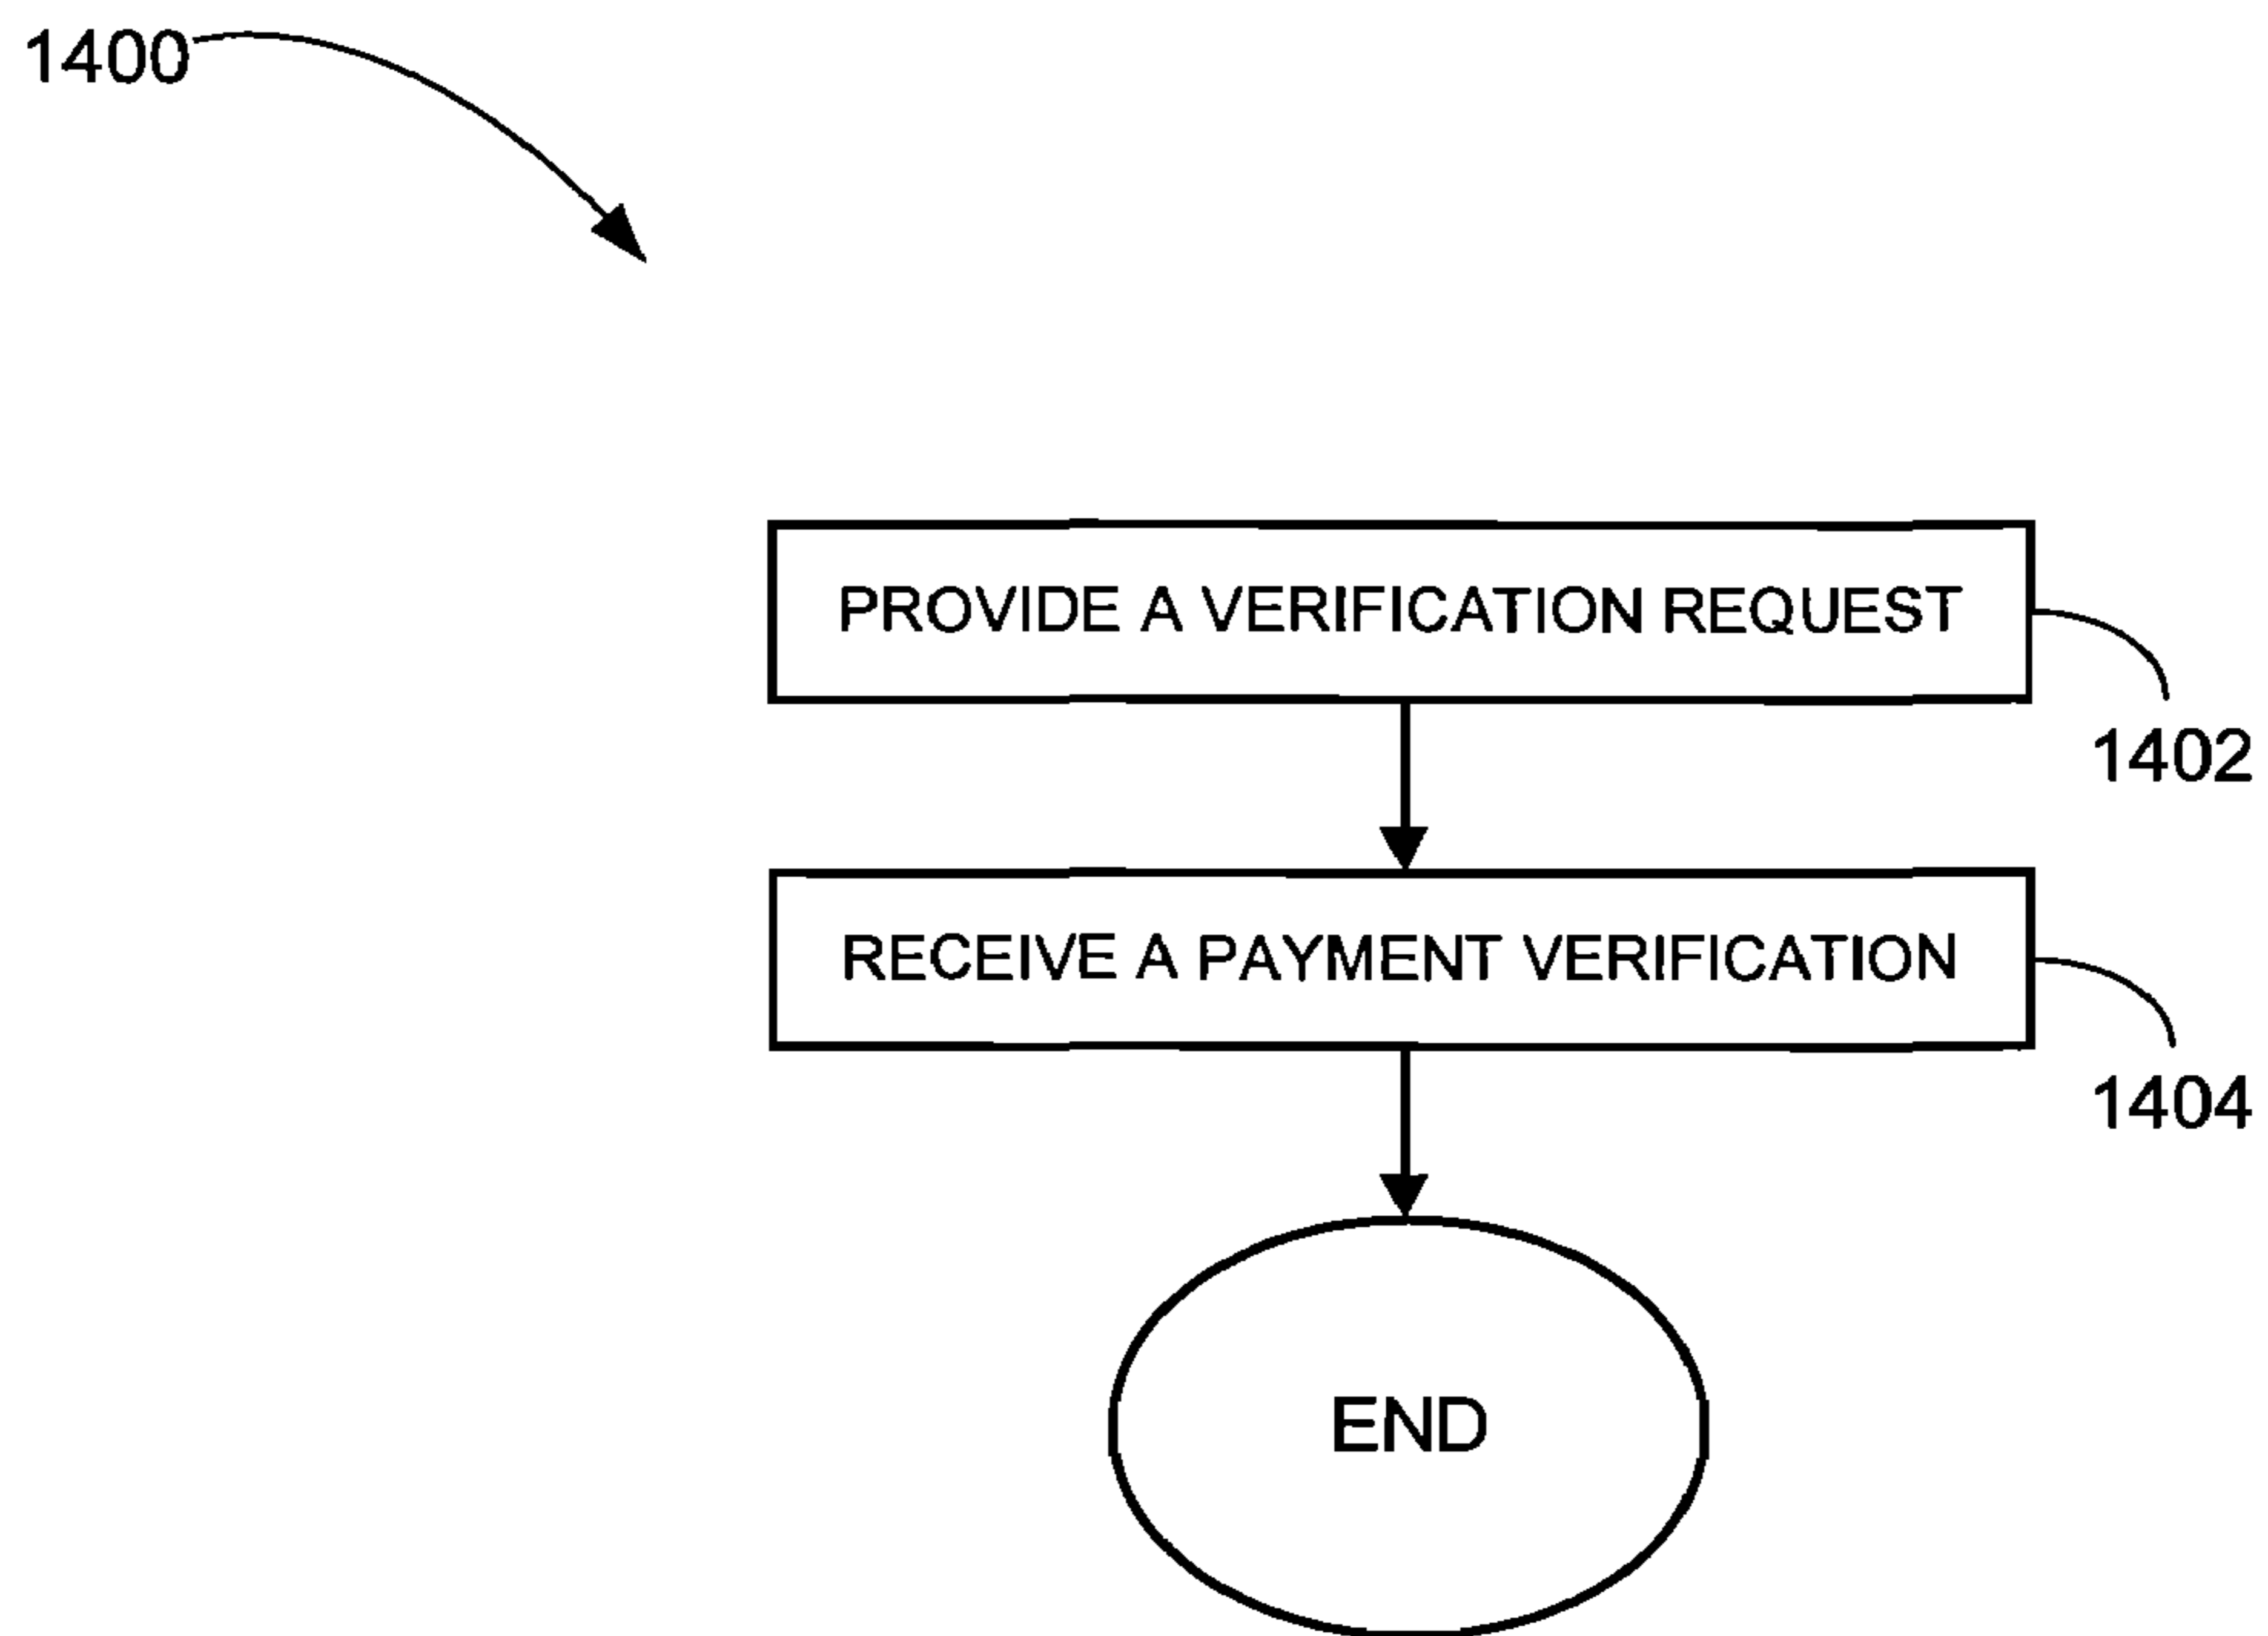 1400
PROVIDE A VERIFICATION REQUEST
1402
RECEIVE A PAYMENT VERIFICATION
1404
END